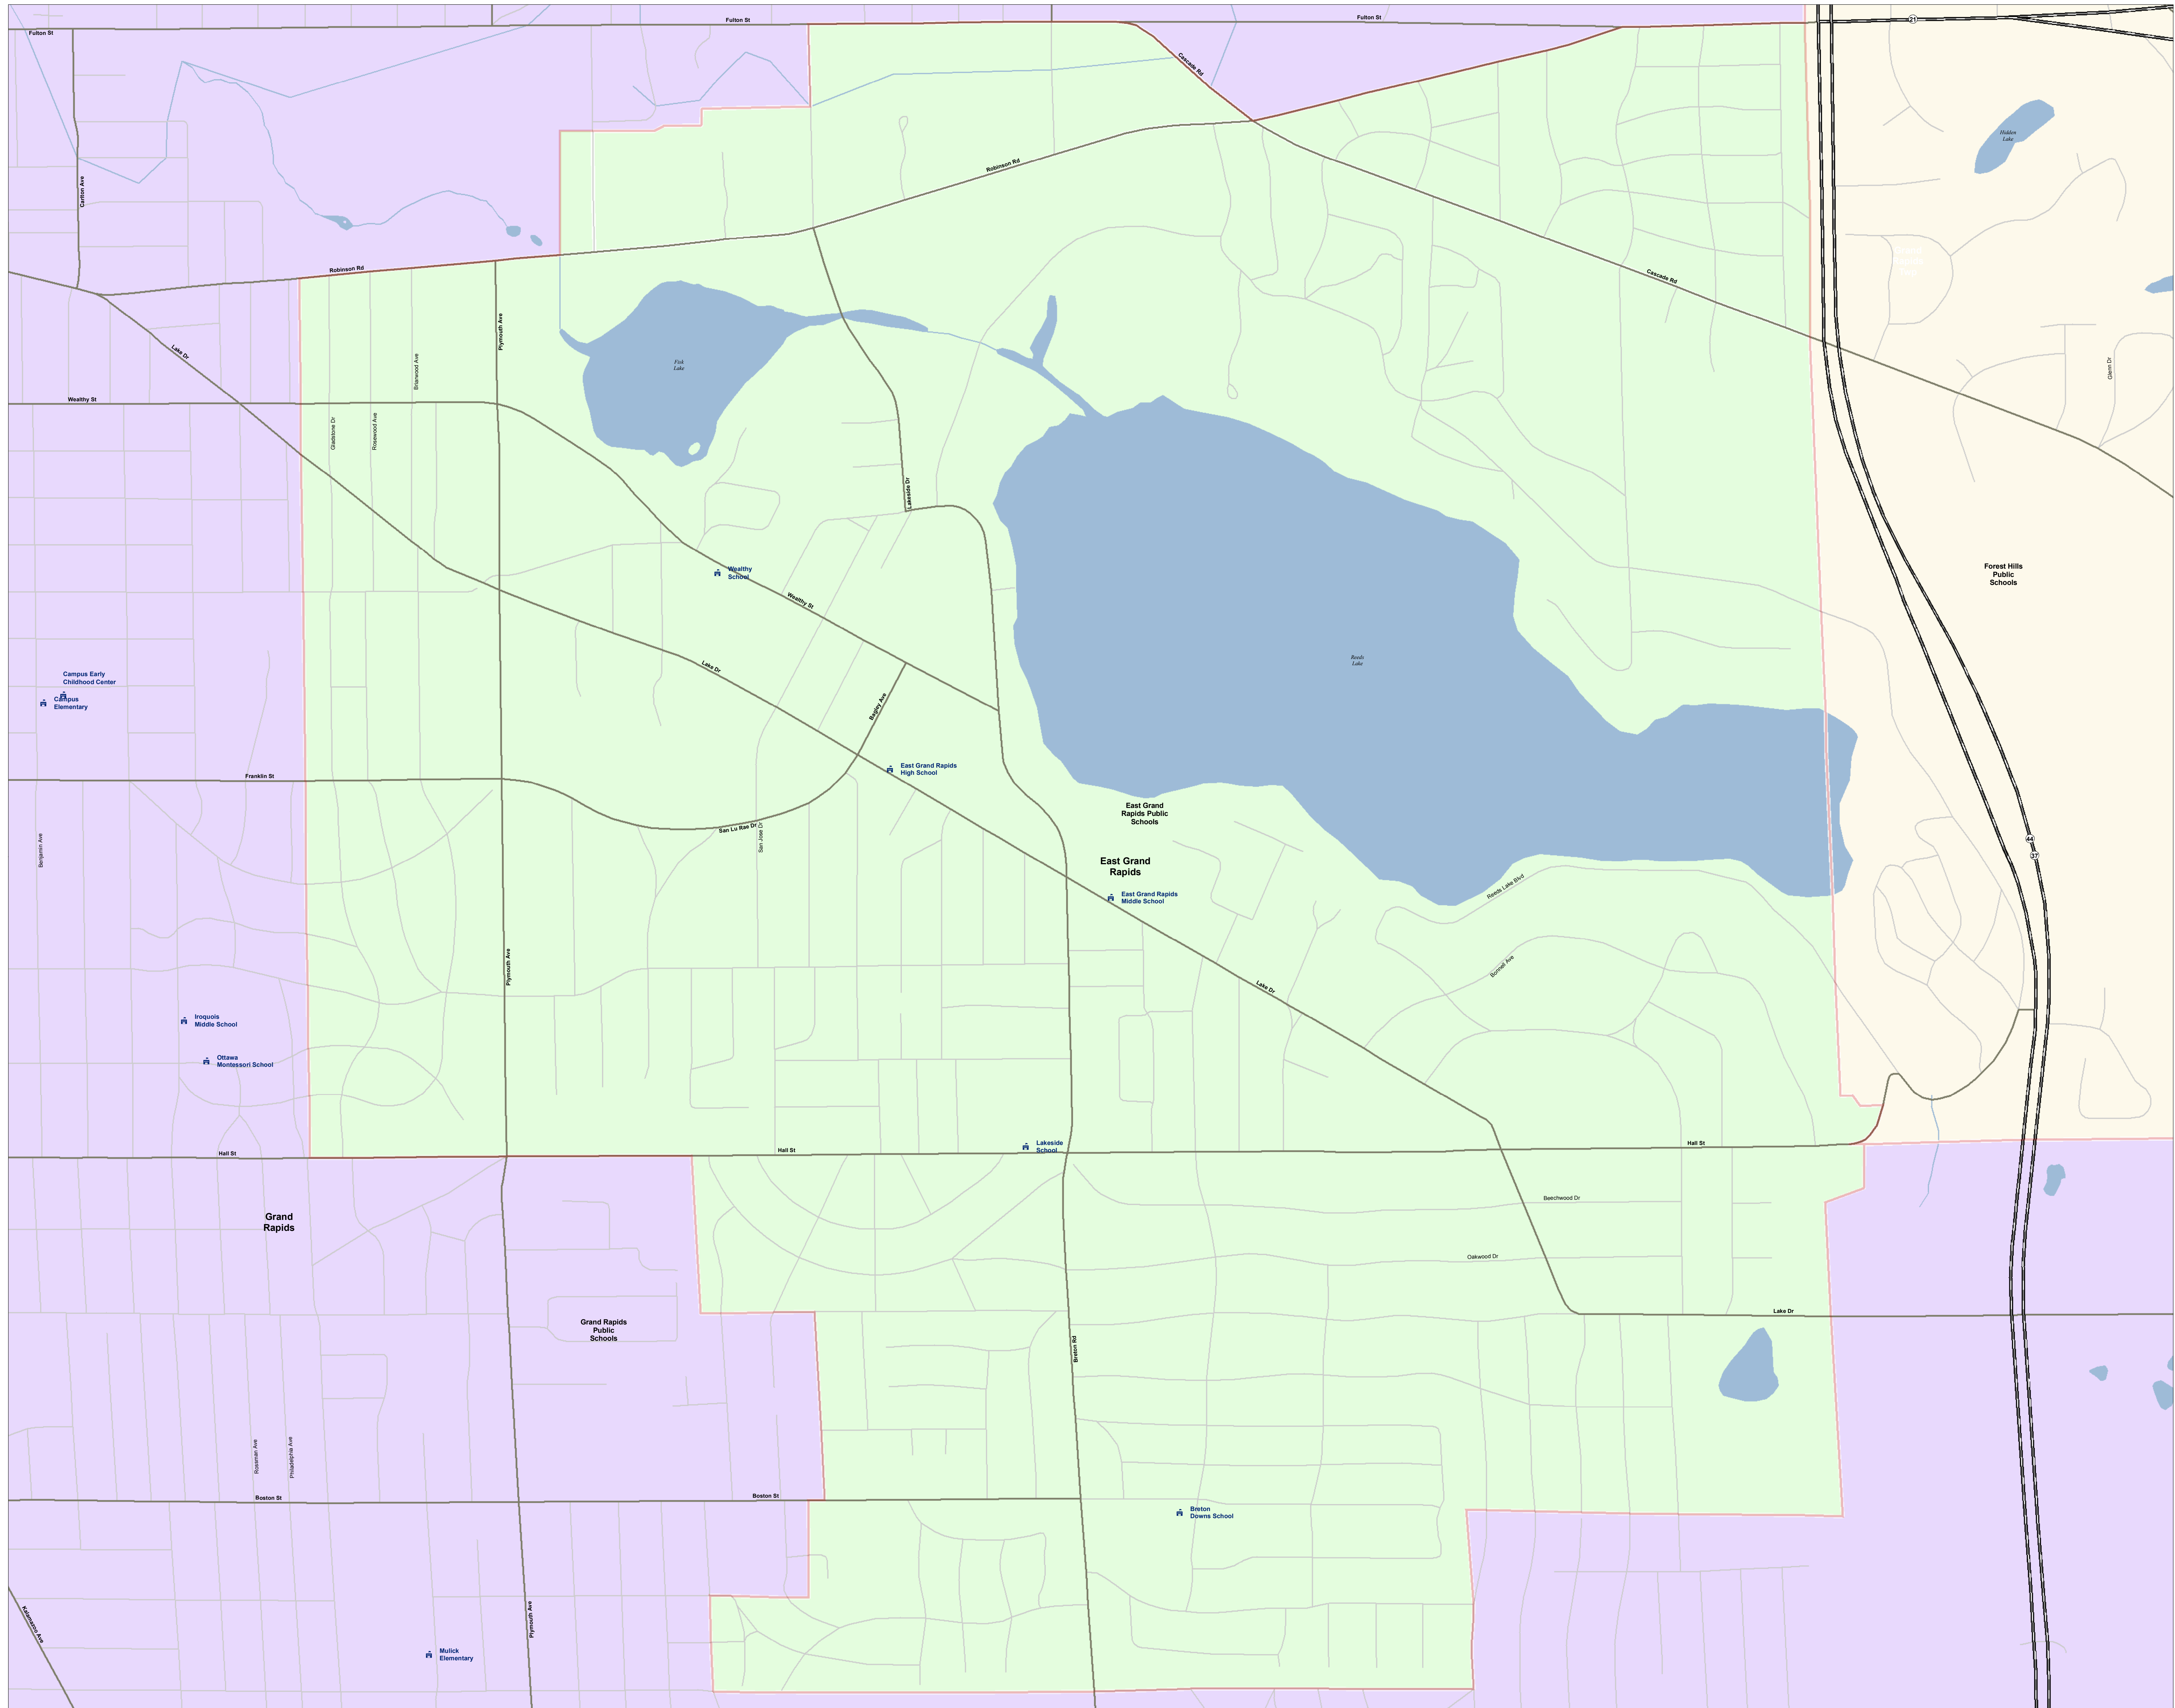 Fulton St
Fulton St
Fulton St
21
Cascade Rd
Hidden
Lake
Robinson Rd
Carlton Ave
Robinson Rd
Cascade Rd
Plymouth Ave
Lake Dr
Fisk
Lake
Briarwood Ave
Glenn Dr
Wealthy St
Gladstone Dr
Rosewood Ave
Lakeside Dr
Wealthy
School
Forest Hills
Public
Schools
Wealthy St
Reeds
Lake
Lake Dr
Campus Early
Childhood Center
Campus
Elementary
Bagley Ave
East Grand Rapids
High School
Franklin St
East Grand
Rapids Public
Schools
San Lu Rae Dr
San Jose Dr
Benjamin Ave
44
37
East Grand
Rapids
East Grand Rapids
Middle School
Reeds Lake Blvd
Plymouth Ave
Bonnell Ave
Lake Dr
Iroquois
Middle School
Ottawa
Montessori School
Lakeside
School
Hall St
Hall St
Hall St
Beechwood Dr
Grand
Rapids
Oakwood Dr
Grand Rapids
Public
Schools
Lake Dr
Breton Rd
Rossman Ave
Philadelphia Ave
Boston St
Boston St
Breton
Downs School
Kalamazoo Ave
Plymouth Ave
Mulick
Elementary